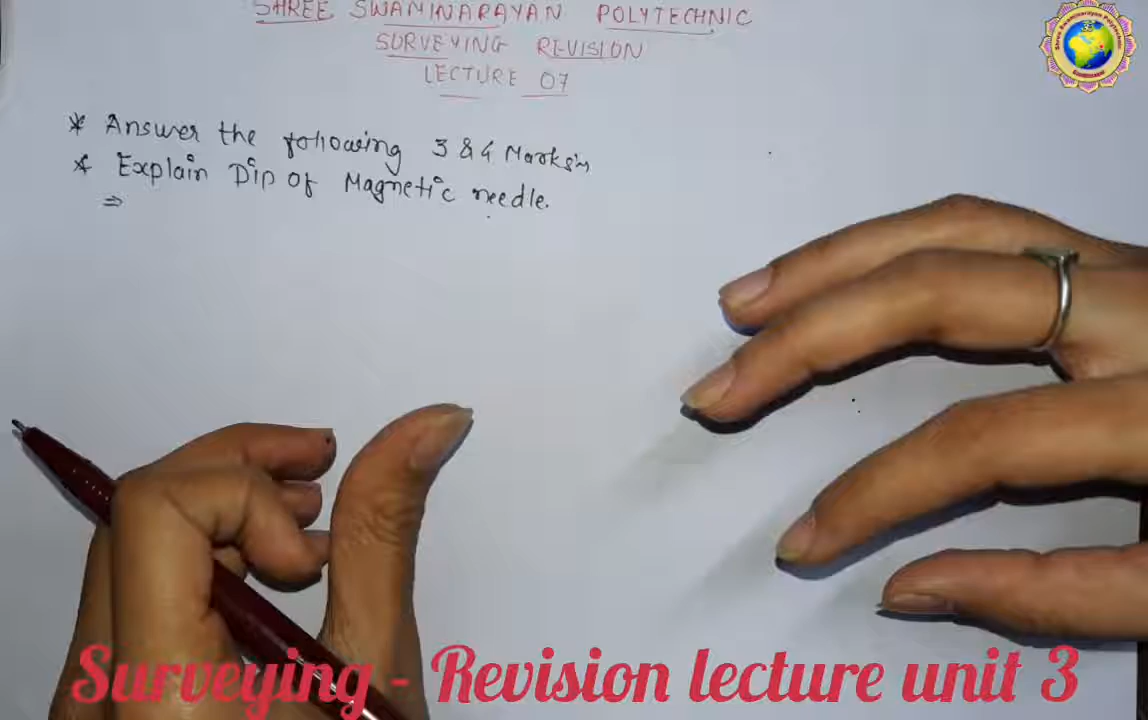 SHREE SWAMINARAYAN POLYTECHNIC
SURVEYING REVISION
LECTURE 07
* Answer the following 3 & 4 Marks
* Explain Dip Of Magnetic needle.
⇒
Surveying - Revision lecture unit 3